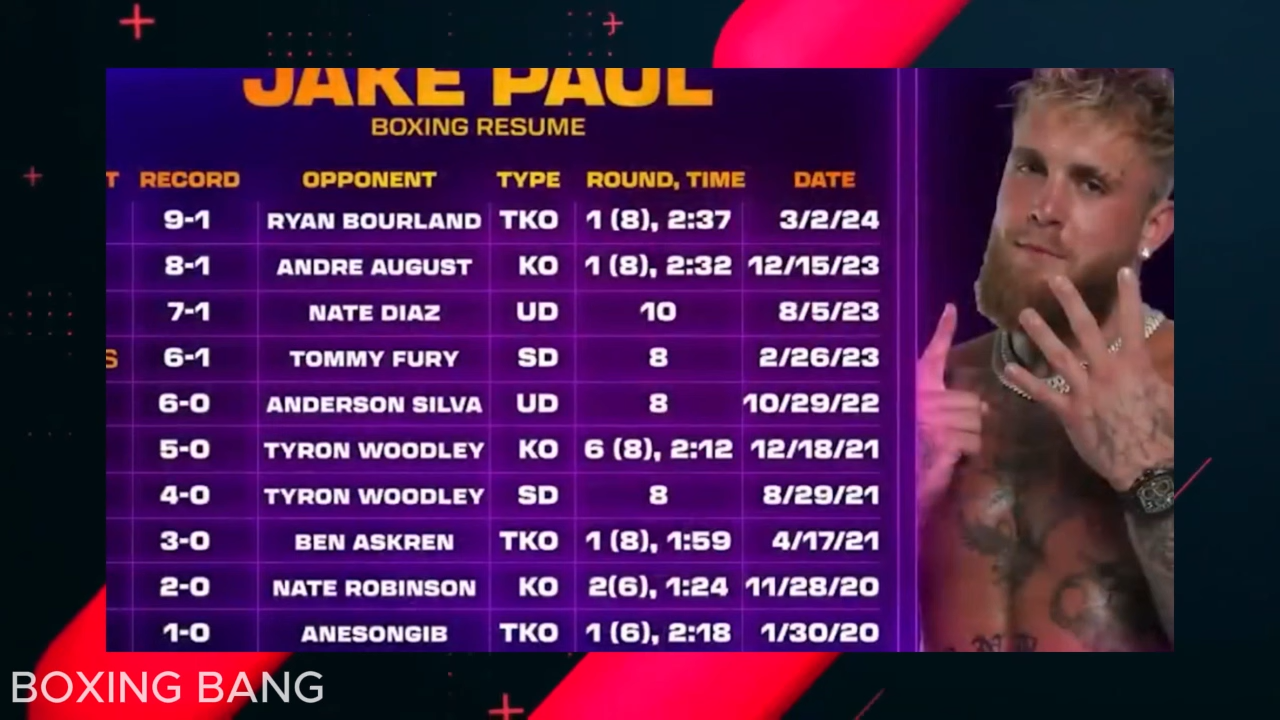 JAKE PAUL
BOXING RESUME
T RECORD OPPONENT TYPE ROUND, TIME DATE
9-1 RYAN BOURLAND TKO 1 (8), 2:37 3/2/24
8-1 ANDRE AUGUST KO 1 (8), 2:32 12/15/23
7-1 NATE DIAZ UD 10 8/5/23
S 6-1 TOMMY FURY SD 8 2/26/23
6-0 ANDERSON SILVA UD 8 10/29/22
5-0 TYRON WOODLEY KO 6 (8), 2:12 12/18/21
4-0 TYRON WOODLEY SD 8 8/29/21
3-0 BEN ASKREN TKO 1 (8), 1:59 4/17/21
2-0 NATE ROBINSON KO 2(6), 1:24 11/28/20
1-0 ANESONGIB TKO 1 (6), 2:18 1/30/20
BOXING BANG